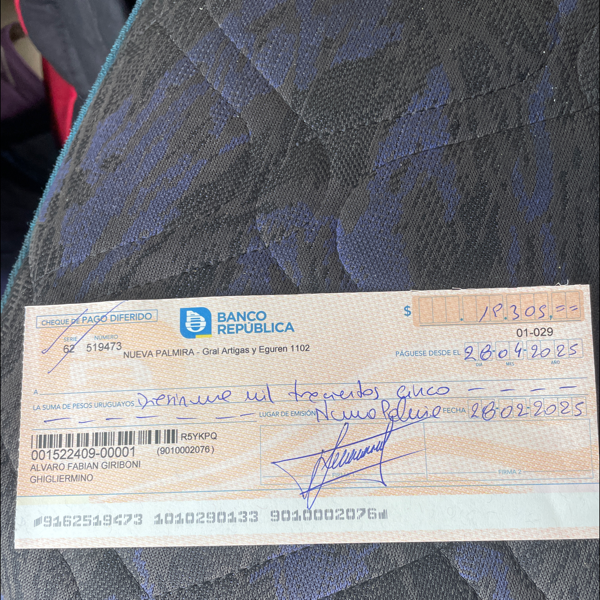 CHEQUE DE PAGO DIFERIDO
BANCO
REPÚBLICA
$ 19.305.==
01-029
SERIE NÚMERO
62 519473
NUEVA PALMIRA - Gral Artigas y Eguren 1102
PÁGUESE DESDE EL 28-04-2025
DÍA MES AÑO
A
LA SUMA DE PESOS URUGUAYOS Diesinueve mil trecientos cinco
LUGAR DE EMISIÓN Nueva Palmira FECHA 28-02-2025
R5YKPQ
001522409-00001 (9010002076)
ALVARO FABIAN GIRIBONI
GHIGLIERMINO
FIRMA 2
9162519473 1010290133 9010002076